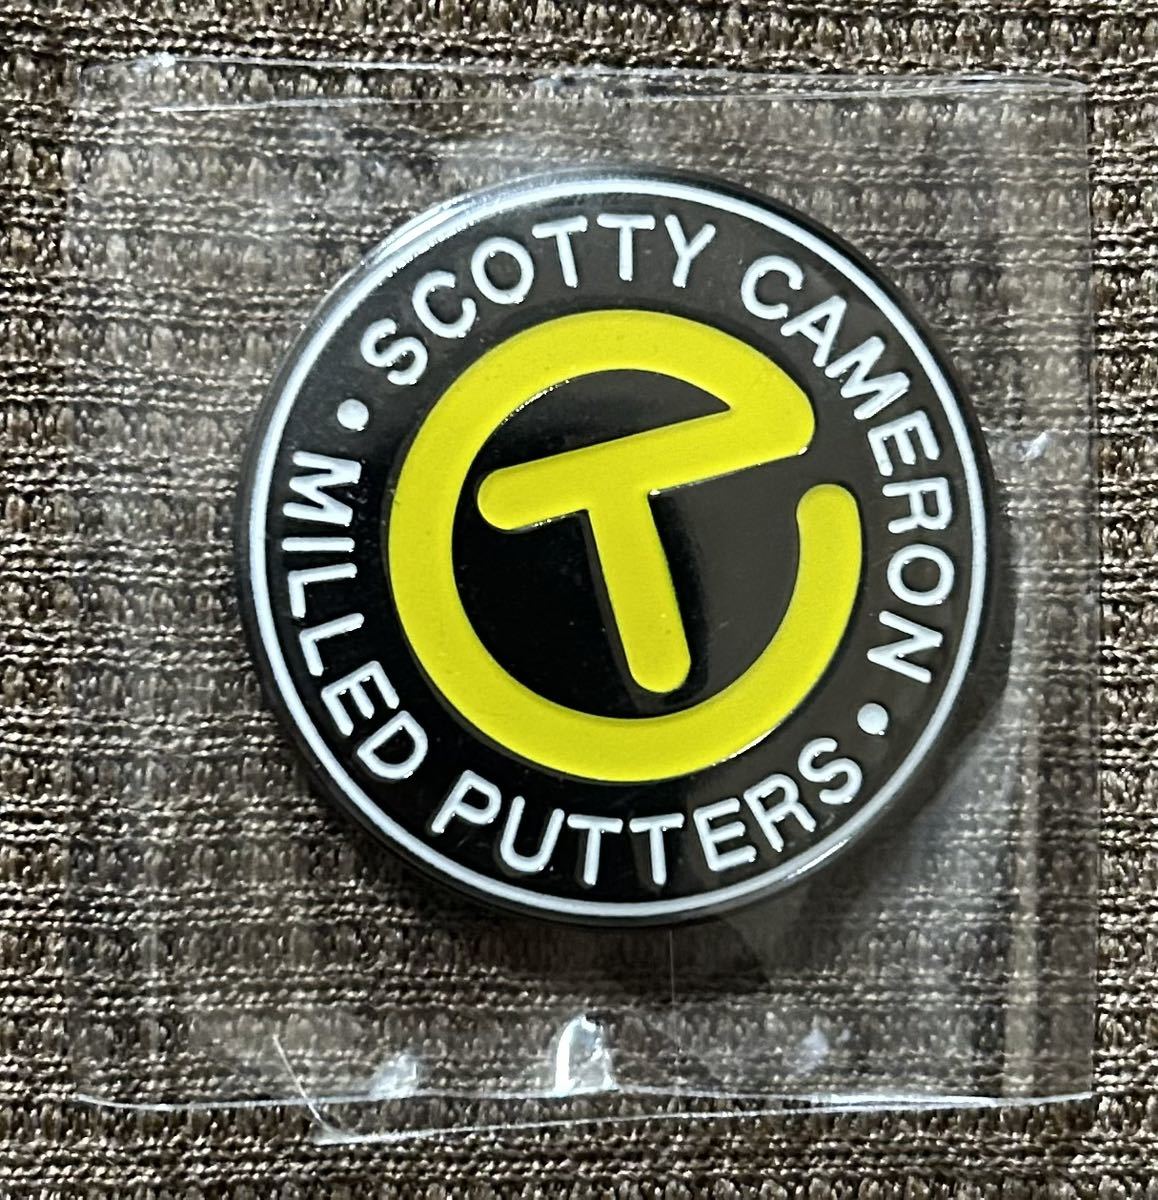 SCOTTY CAMERON
• MILLED PUTTERS •
T